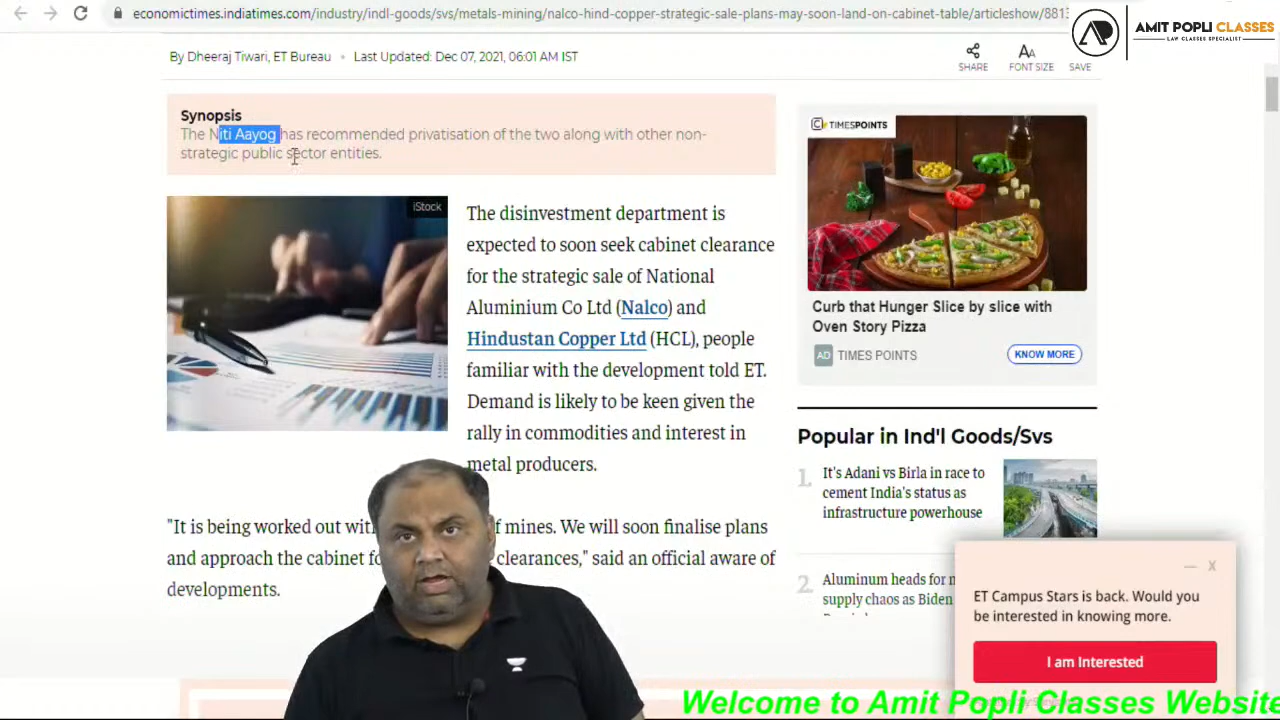 economictimes.indiatimes.com/industry/indl-goods/svs/metals-mining/nalco-hind-copper-strategic-sale-plans-may-soon-land-on-cabinet-table/articleshow/8813
AMIT POPLI CLASSES
LAW CLASSES SPECIALIST
By Dheeraj Tiwari, ET Bureau • Last Updated: Dec 07, 2021, 06:01 AM IST
SHARE
FONT SIZE
SAVE
Synopsis
The Niti Aayog has recommended privatisation of the two along with other non-
strategic public sector entities.
iStock
The disinvestment department is
expected to soon seek cabinet clearance
for the strategic sale of National
Aluminium Co Ltd (Nalco) and
Hindustan Copper Ltd (HCL), people
familiar with the development told ET.
Demand is likely to be keen given the
rally in commodities and interest in
metal producers.
"It is being worked out wit f mines. We will soon finalise plans
and approach the cabinet fo clearances," said an official aware of
developments.
TIMESPOINTS
Curb that Hunger Slice by slice with
Oven Story Pizza
AD TIMES POINTS
KNOW MORE
Popular in Ind'l Goods/Svs
1. It's Adani vs Birla in race to
cement India's status as
infrastructure powerhouse
2. Aluminum heads for
supply chaos as Biden
— X
ET Campus Stars is back. Would you
be interested in knowing more.
I am Interested
Welcome to Amit Popli Classes Website